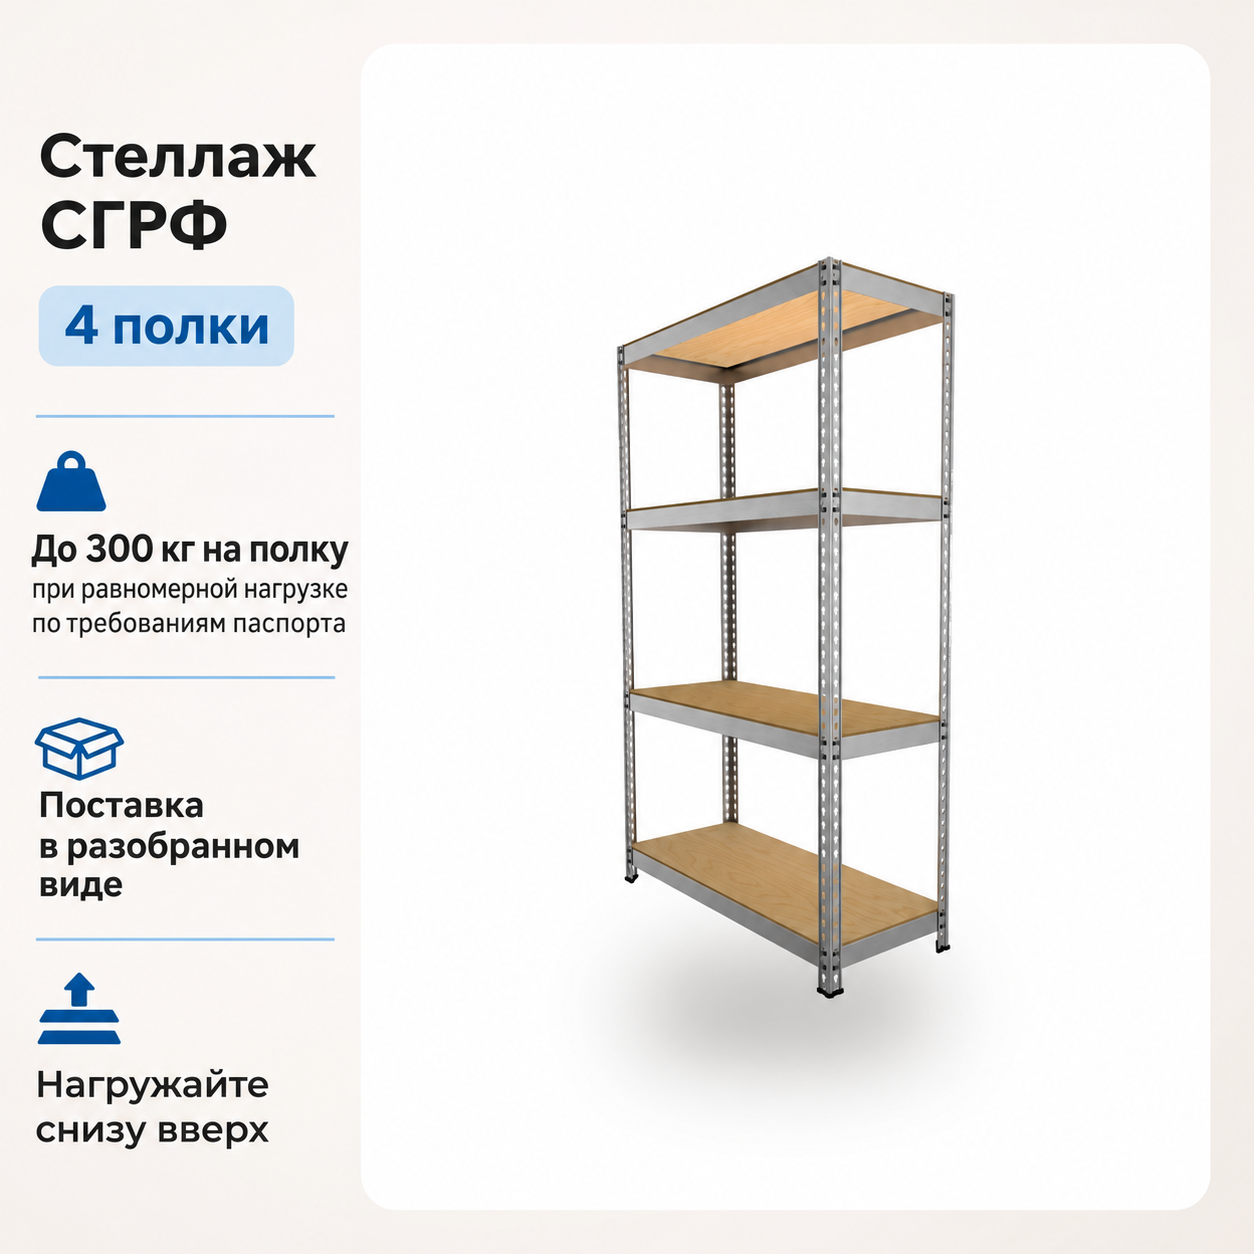 Стеллаж
СГРФ
4 полки
До 300 кг на полку
при равномерной нагрузке
по требованиям паспорта
Поставка
в разобранном
виде
Нагружайте
снизу вверх